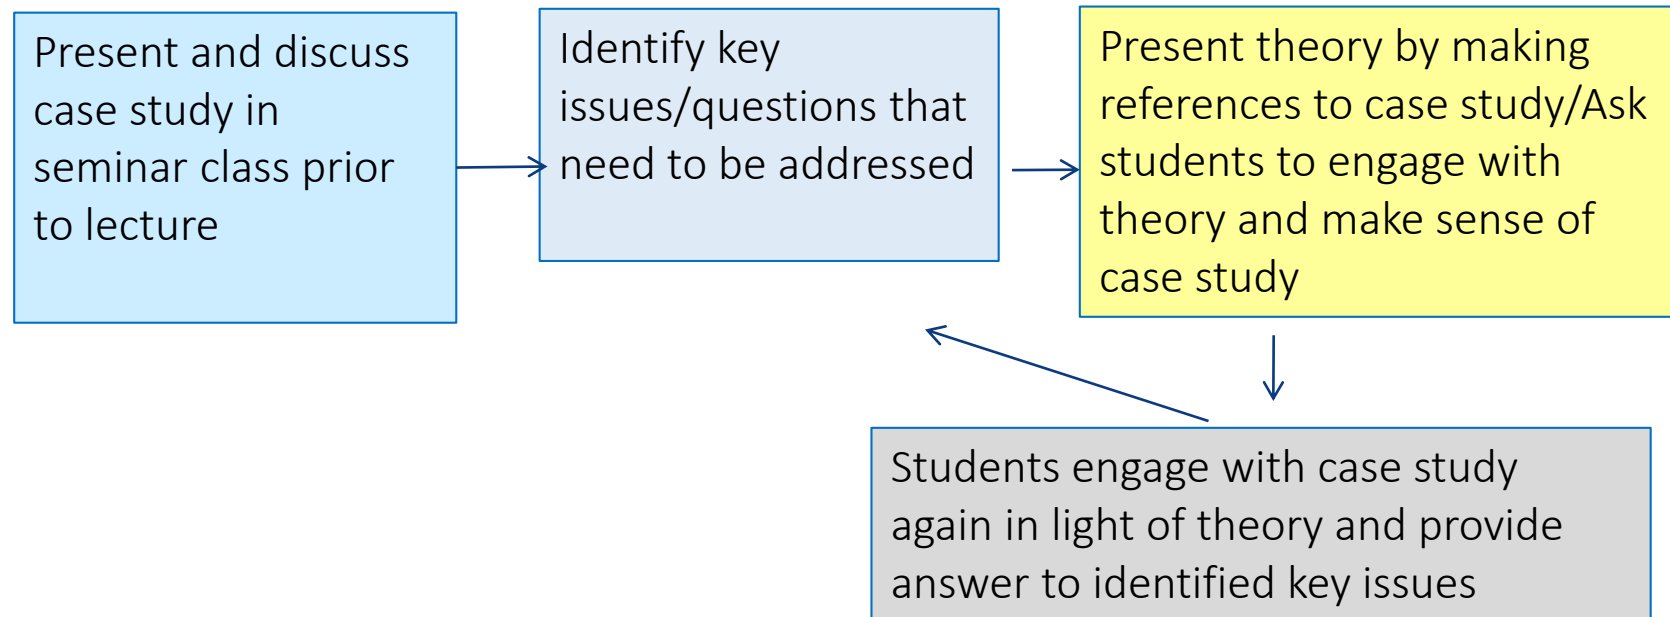 Present and discuss
case study in
seminar class prior
to lecture
Identify key
issues/questions that
need to be addressed
Present theory by making
references to case study/Ask
students to engage with
theory and make sense of
case study
Students engage with case study
again in light of theory and provide
answer to identified key issues